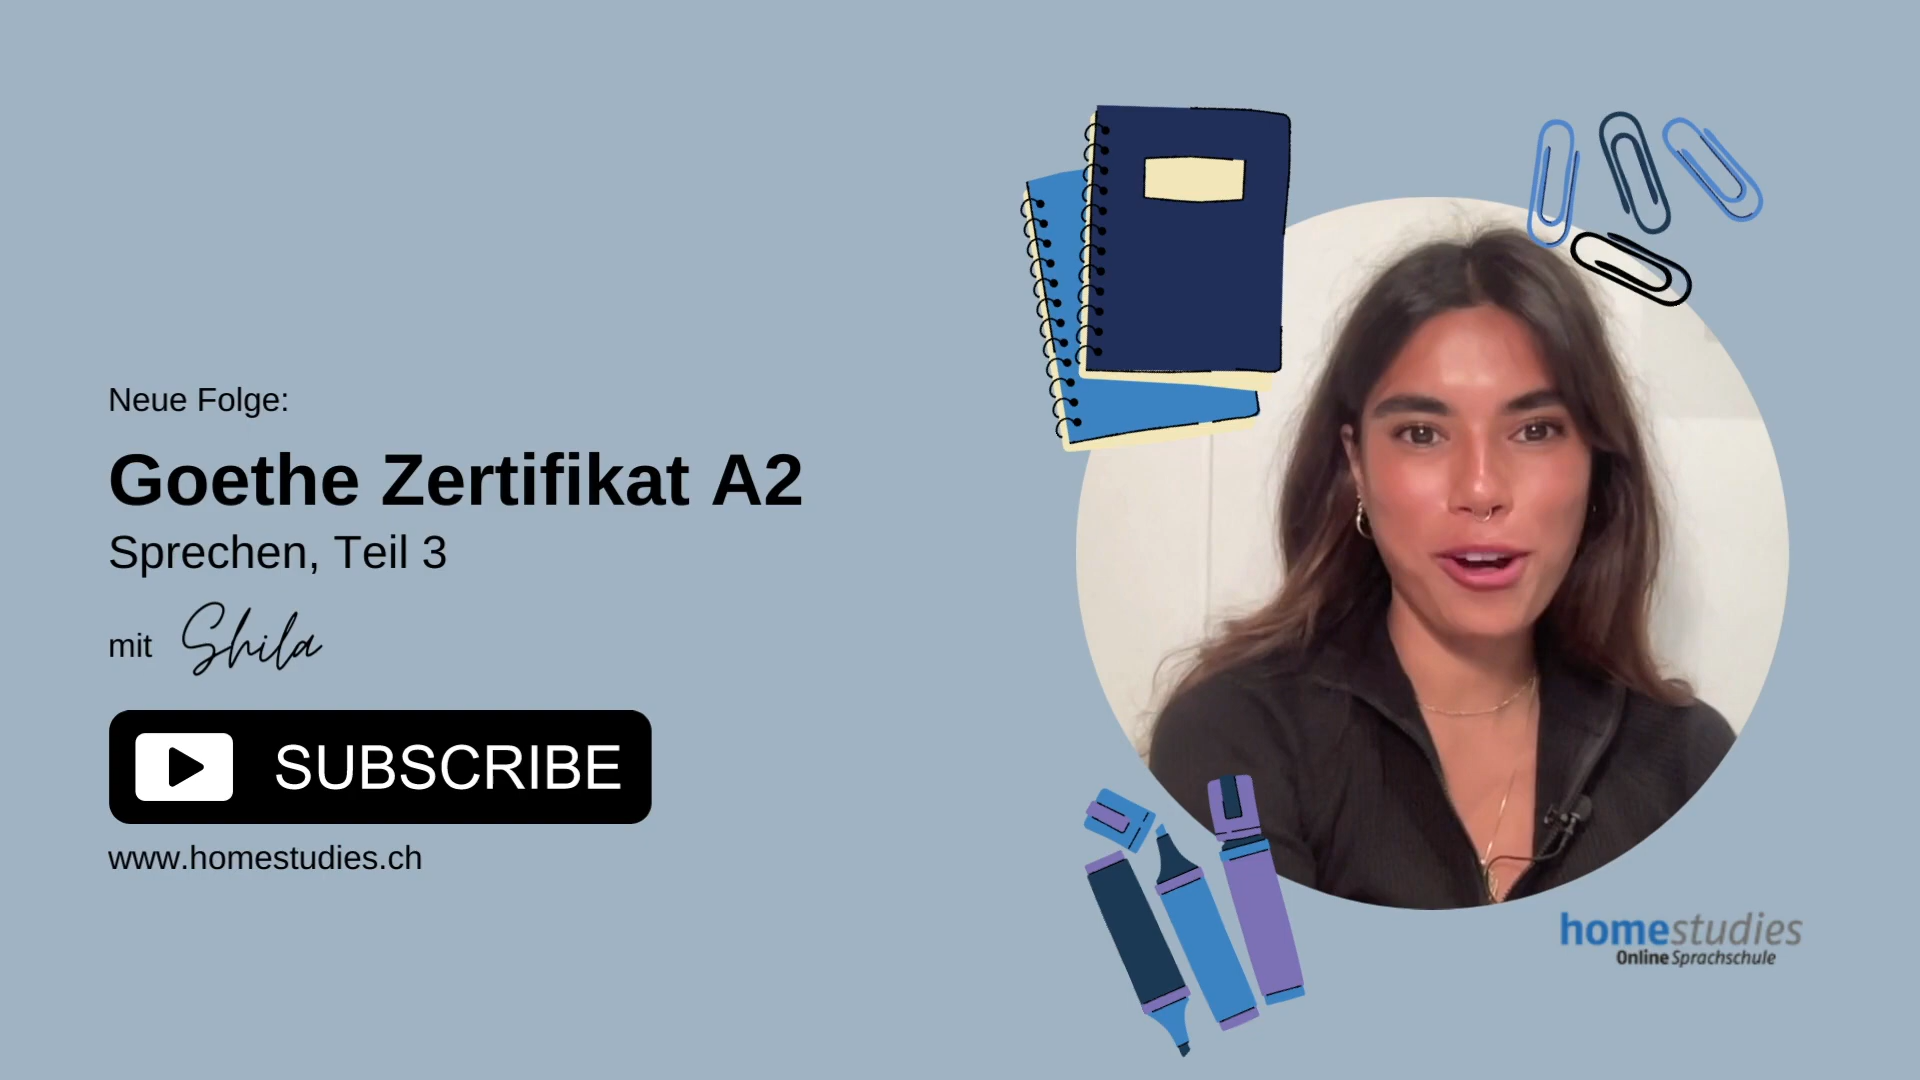 Neue Folge:
Goethe Zertifikat A2
Sprechen, Teil 3
mit Shila
SUBSCRIBE
www.homestudies.ch
homestudies
Online Sprachschule